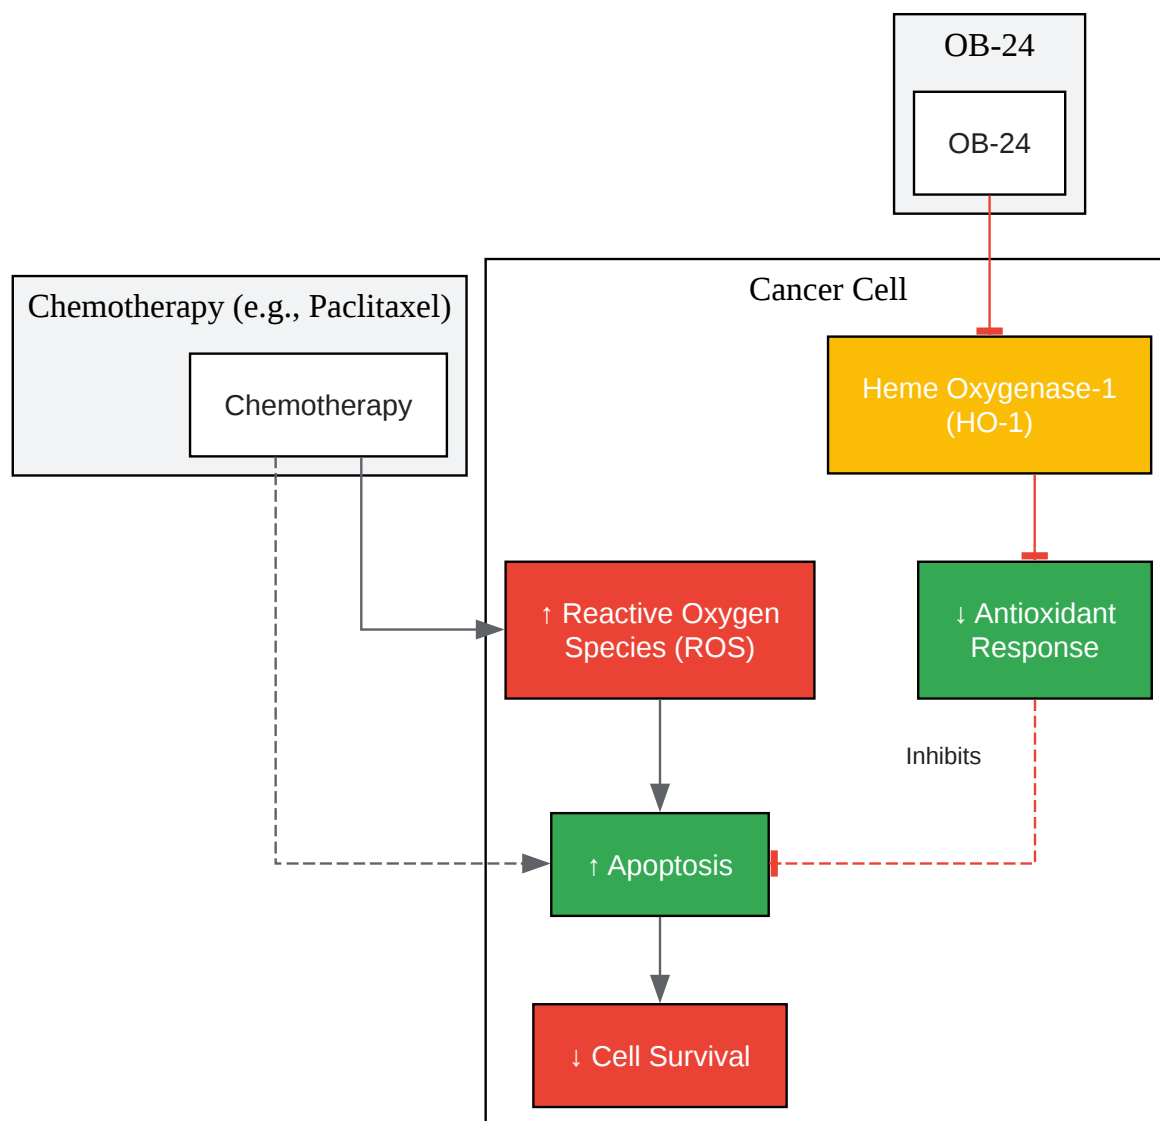 OB-24
OB-24
Cancer Cell
Chemotherapy (e.g., Paclitaxel)
Chemotherapy
Heme Oxygenase-1
(HO-1)
↑ Reactive Oxygen
Species (ROS)
↓ Antioxidant
Response
Inhibits
↑ Apoptosis
↓ Cell Survival